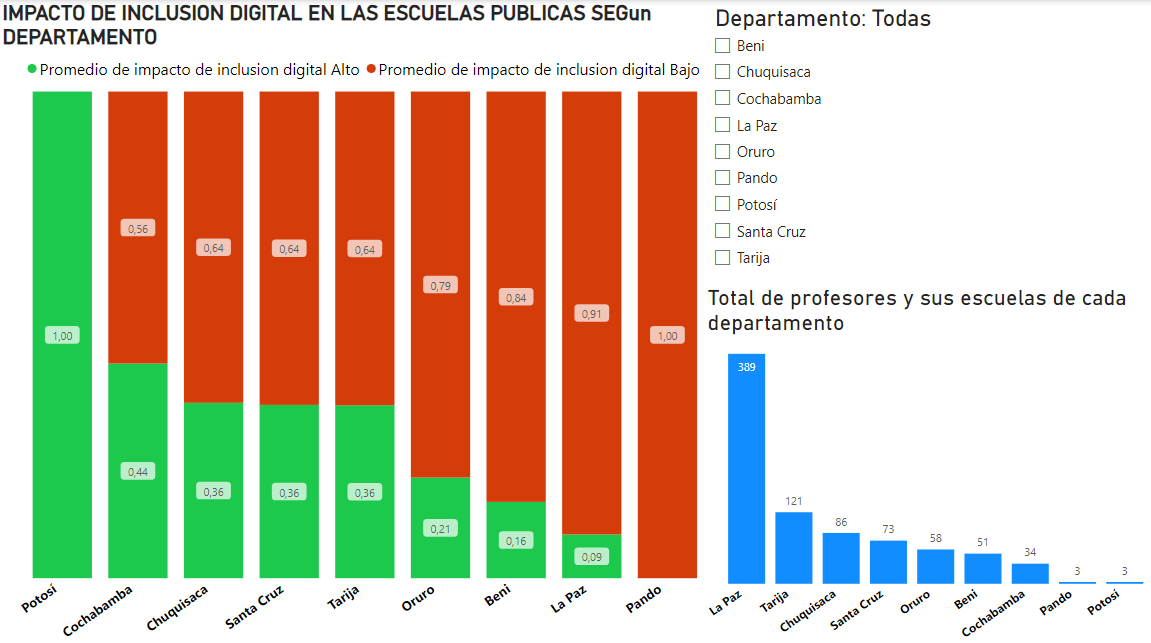 IMPACTO DE INCLUSION DIGITAL EN LAS ESCUELAS PUBLICAS SEGun
DEPARTAMENTO
Promedio de impacto de inclusion digital Alto Promedio de impacto de inclusion digital Bajo
1,00
0,56
0,44
0,64
0,36
0,64
0,36
0,64
0,36
0,79
0,21
0,84
0,16
0,91
0,09
1,00
Potosí
Cochabamba
Chuquisaca
Santa Cruz
Tarija
Oruro
Beni
La Paz
Pando
Departamento: Todas
Beni
Chuquisaca
Cochabamba
La Paz
Oruro
Pando
Potosí
Santa Cruz
Tarija
Total de profesores y sus escuelas de cada
departamento
389
121
86
73
58
51
34
3
3
La Paz
Tarija
Chuquisaca
Santa Cruz
Oruro
Beni
Cochabamba
Pando
Potosí